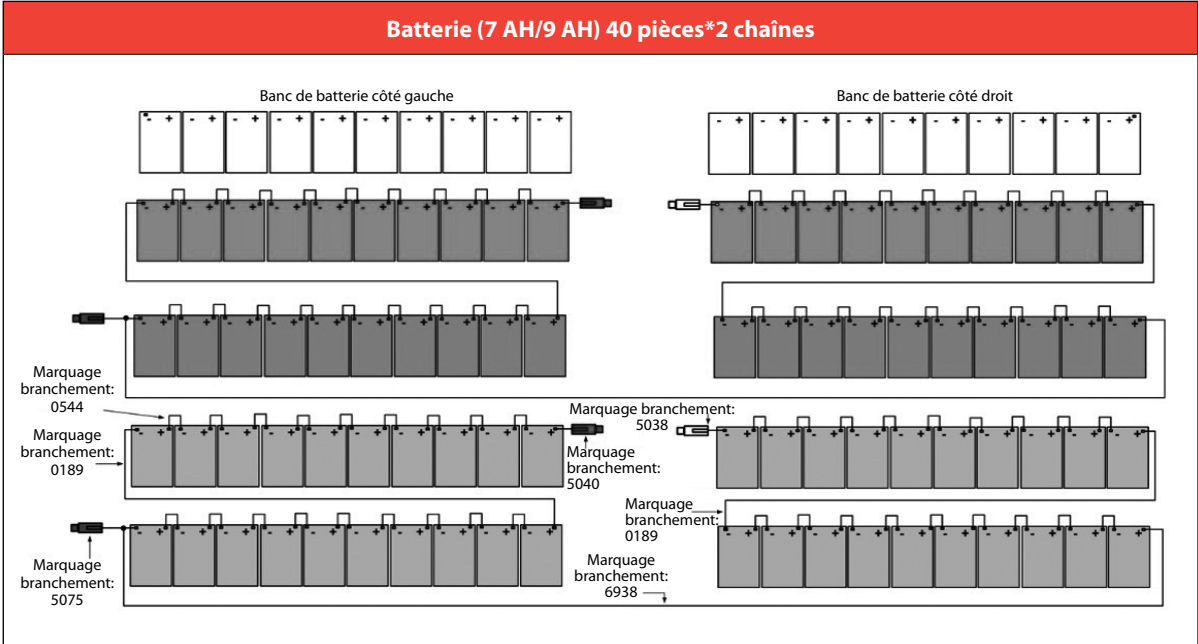 Batterie (7 AH/9 AH) 40 pièces*2 chaînes
Banc de batterie côté gauche
Banc de batterie côté droit
- + - + - + - + - + - + - + - + - + - +
- + - + - + - + - + - + - + - + - + - +
- + - + - + - + - + - + - + - + - + - +
- + - + - + - + - + - + - + - + - + - +
- + - + - + - + - + - + - + - + - + - +
- + - + - + - + - + - + - + - + - + - +
Marquage
branchement:
0544
Marquage
branchement:
0189
- + - + - + - + - + - + - + - + - + - +
Marquage
branchement:
5040
Marquage branchement:
5038
- + - + - + - + - + - + - + - + - + - +
Marquage
branchement:
0189
- + - + - + - + - + - + - + - + - + - +
- + - + - + - + - + - + - + - + - + - +
Marquage
branchement:
5075
Marquage
branchement:
6938